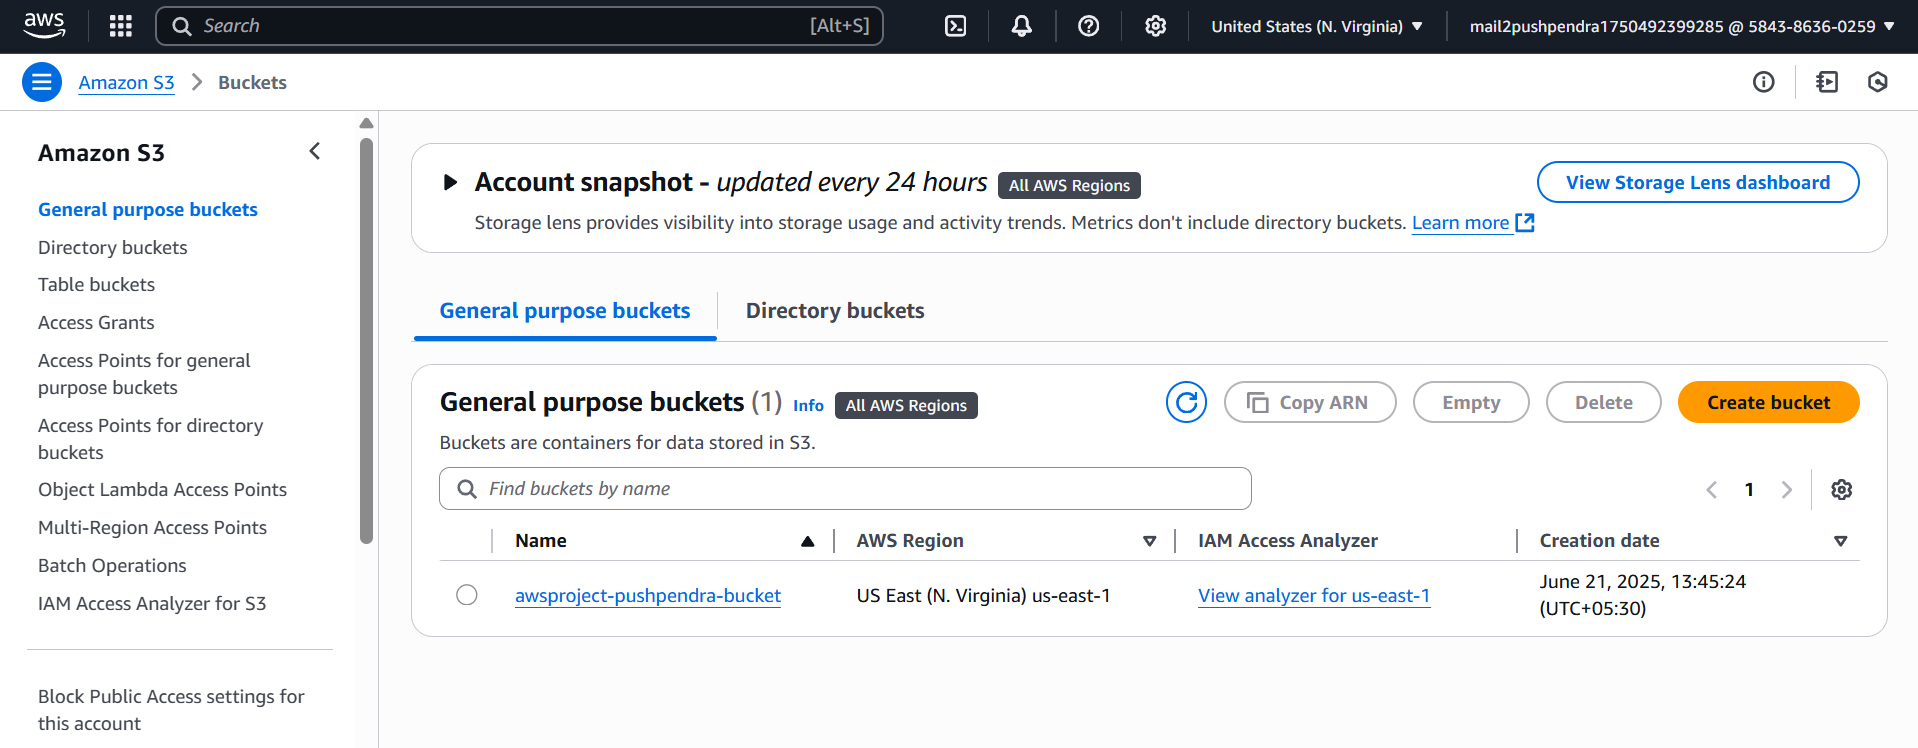 aws
Search [Alt+S]
United States (N. Virginia)
mail2pushpendra1750492399285 @ 5843-8636-0259
Amazon S3
Buckets
Amazon S3
General purpose buckets
Directory buckets
Table buckets
Access Grants
Access Points for general
purpose buckets
Access Points for directory
buckets
Object Lambda Access Points
Multi-Region Access Points
Batch Operations
IAM Access Analyzer for S3
Block Public Access settings for
this account
Account snapshot - updated every 24 hours All AWS Regions
View Storage Lens dashboard
Storage lens provides visibility into storage usage and activity trends. Metrics don't include directory buckets. Learn more
General purpose buckets
Directory buckets
General purpose buckets (1) Info All AWS Regions
Copy ARN
Empty
Delete
Create bucket
Buckets are containers for data stored in S3.
Find buckets by name
1
Name
AWS Region
IAM Access Analyzer
Creation date
awsproject-pushpendra-bucket
US East (N. Virginia) us-east-1
View analyzer for us-east-1
June 21, 2025, 13:45:24
(UTC+05:30)